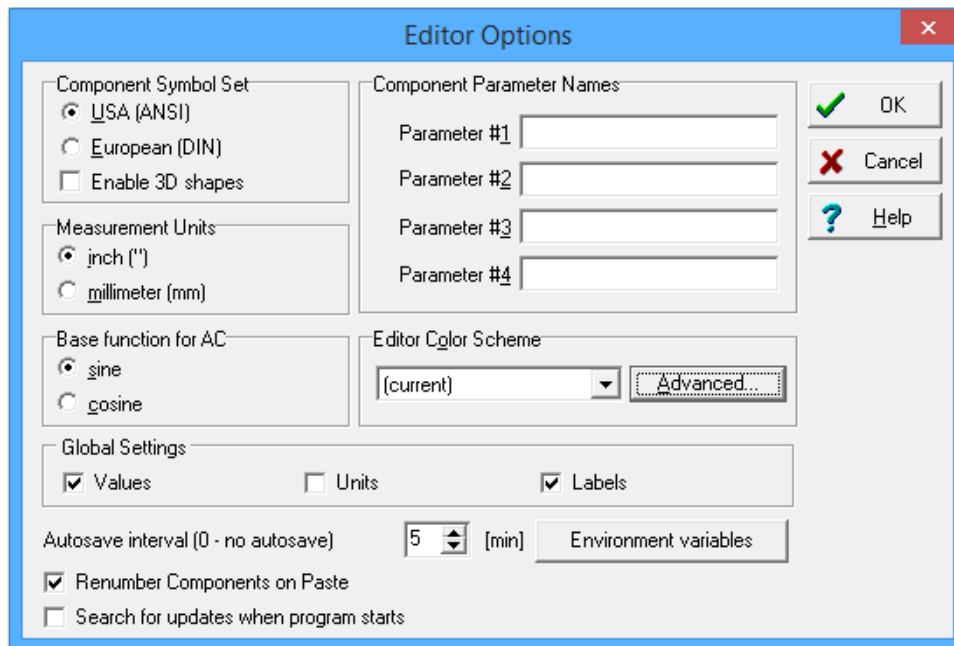 Editor Options
Component Symbol Set
USA (ANSI)
European (DIN)
Enable 3D shapes
Measurement Units
inch (")
millimeter (mm)
Base function for AC
sine
cosine
Component Parameter Names
Parameter #1
Parameter #2
Parameter #3
Parameter #4
Editor Color Scheme
(current)
Advanced...
OK
Cancel
Help
Global Settings
Values Units Labels
Autosave interval (0 - no autosave) 5 [min] Environment variables
Renumber Components on Paste
Search for updates when program starts